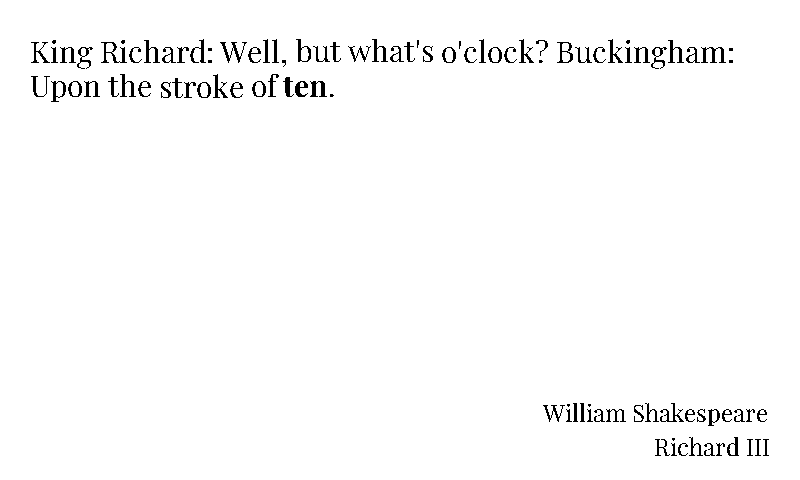 King Richard: Well, but what's o'clock? Buckingham:
Upon the stroke of ten.
William Shakespeare
Richard III